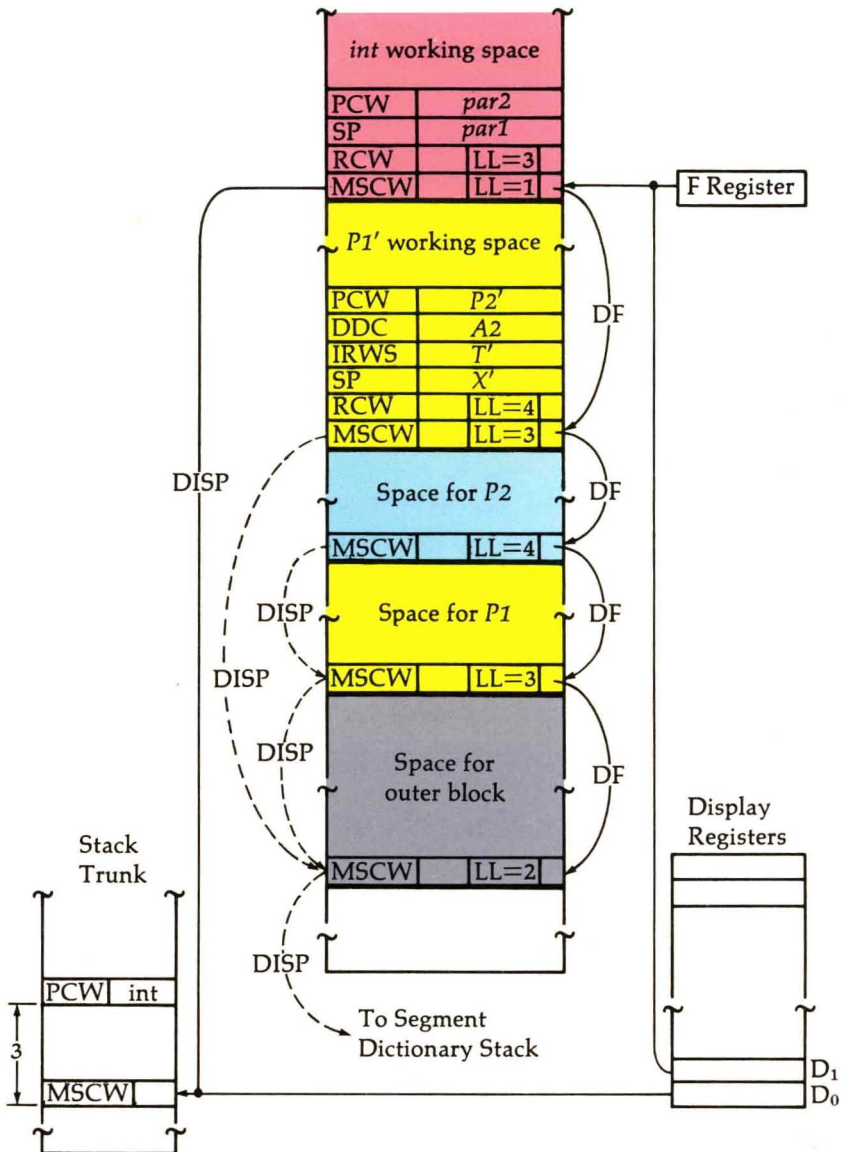 int working space
PCW par2
SP par1
RCW LL=3
MSCW LL=1
F Register
P1′ working space
DF
PCW P2′
DDC A2
IRWS T′
SP X′
RCW LL=4
MSCW LL=3
DISP
Space for P2
DF
MSCW LL=4
DISP
Space for P1
DF
DISP
MSCW LL=3
DISP
Space for
outer block
DF
Display
Registers
Stack
Trunk
MSCW LL=2
DISP
PCW int
To Segment
Dictionary Stack
3
D₁
MSCW
D₀